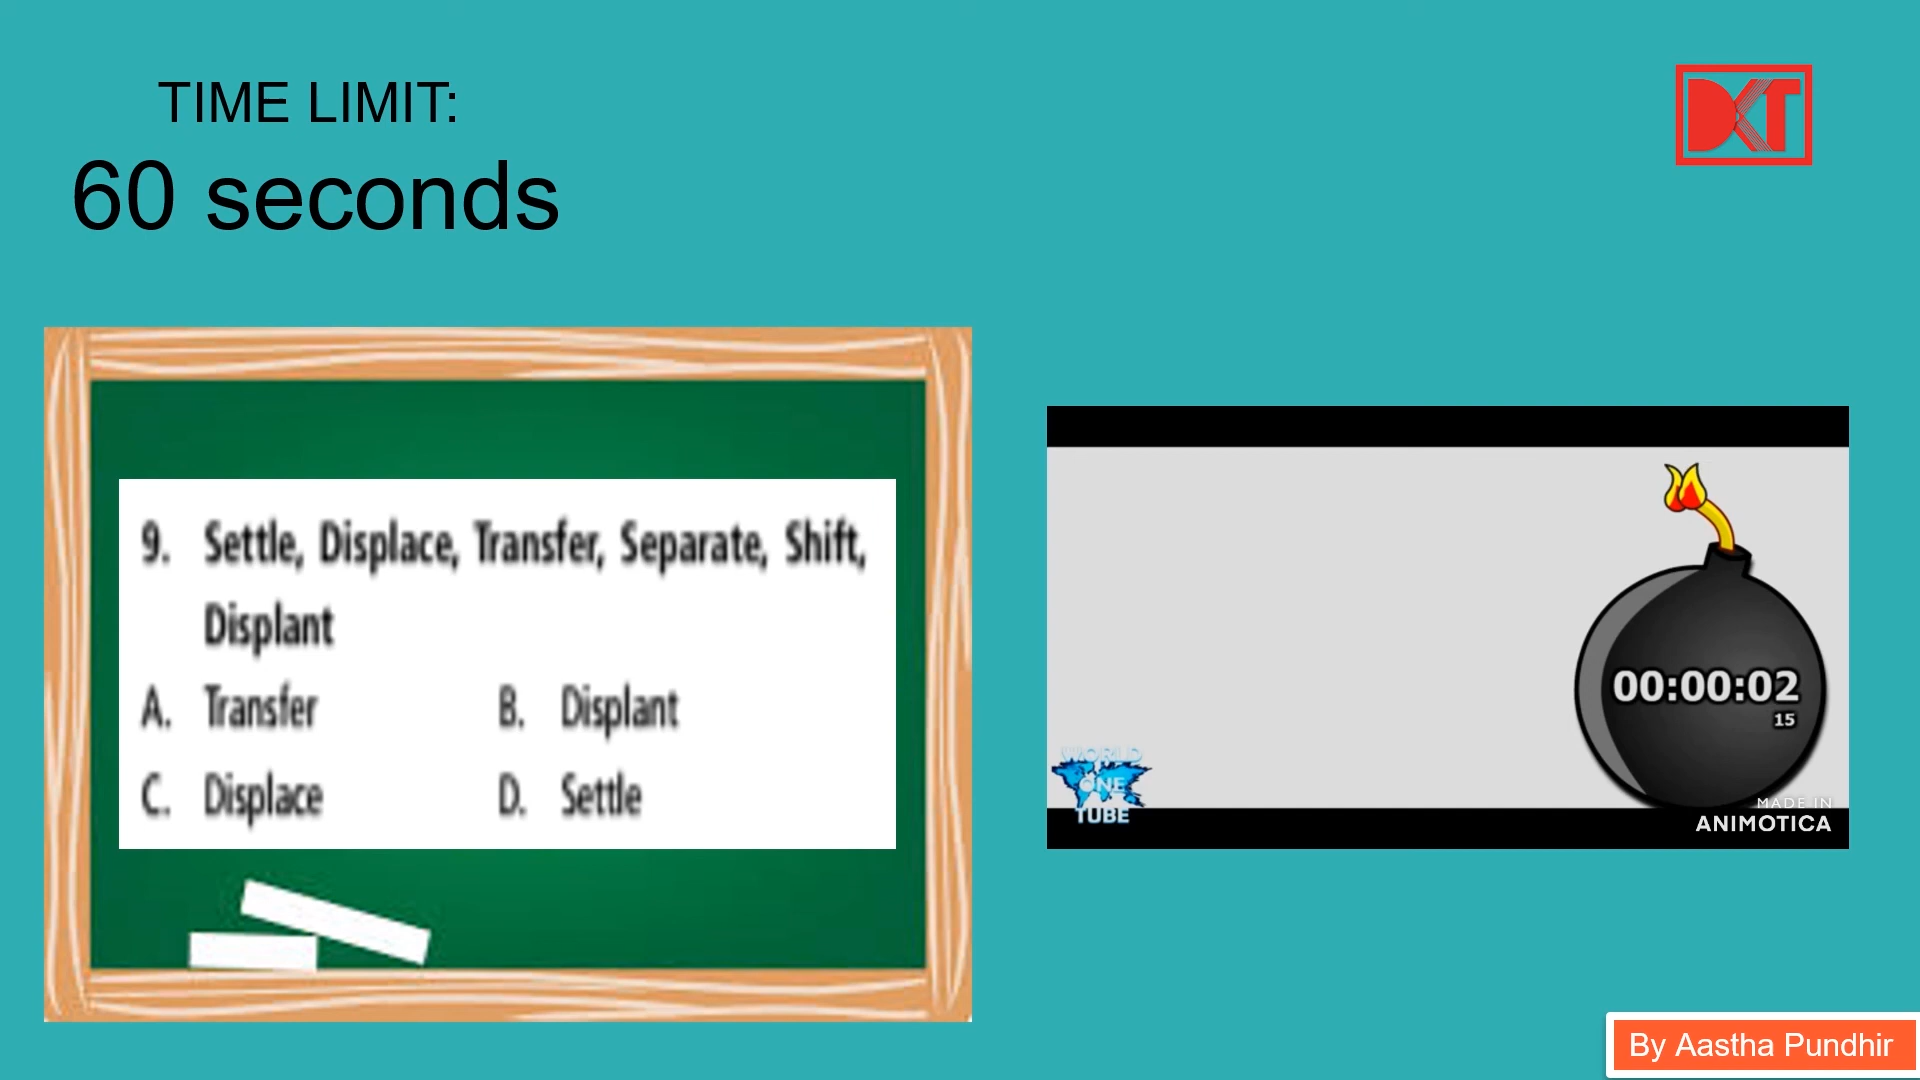 TIME LIMIT:
60 seconds
DKT
9. Settle, Displace, Transfer, Separate, Shift,
Displant
A. Transfer B. Displant
C. Displace D. Settle
00:00:02
15
WORLD
ONE
TUBE
MADE IN
ANIMOTICA
By Aastha Pundhir